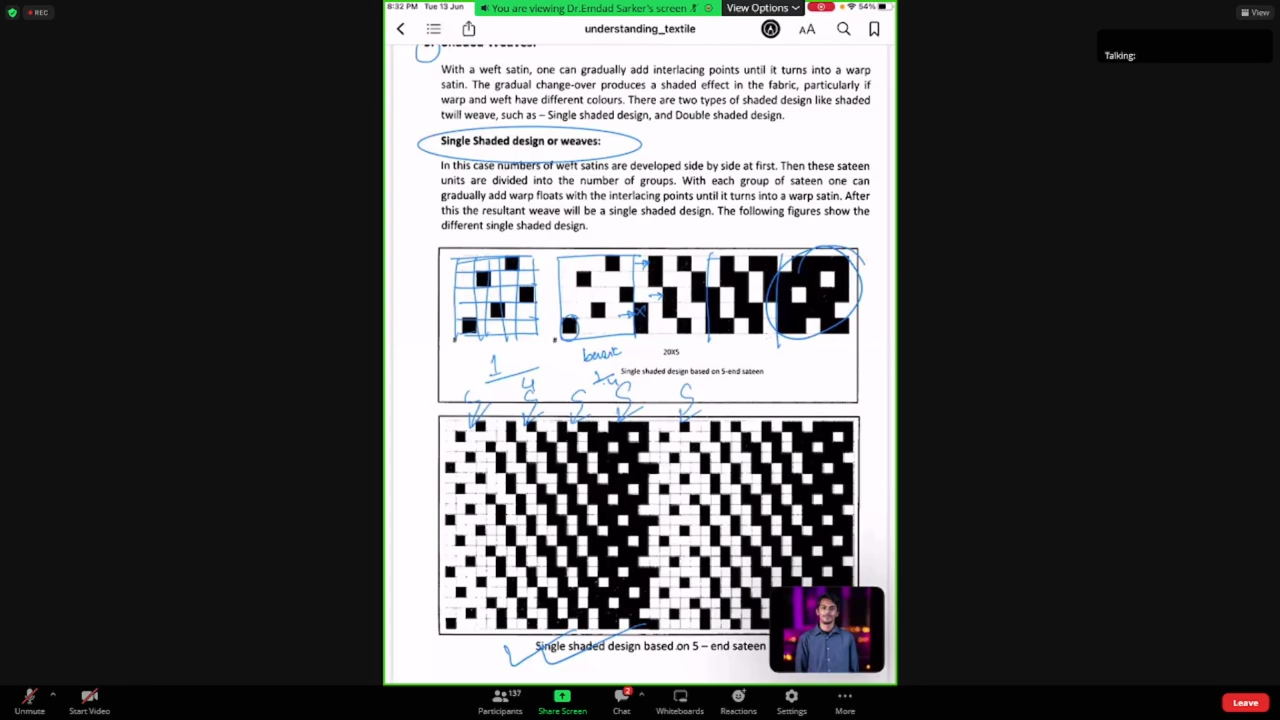 8:32 PM Tue 13 Jun
You are viewing Dr.Emdad Sarker's screen
View Options
54%
REC
View
understanding_textile
AA
Talking:
Shaded Weaves:
With a weft satin, one can gradually add interlacing points until it turns into a warp
satin. The gradual change-over produces a shaded effect in the fabric, particularly if
warp and weft have different colours. There are two types of shaded design like shaded
twill weave, such as – Single shaded design, and Double shaded design.
Single Shaded design or weaves:
In this case numbers of weft satins are developed side by side at first. Then these sateen
units are divided into the number of groups. With each group of sateen one can
gradually add warp floats with the interlacing points until it turns into a warp satin. After
this the resultant weave will be a single shaded design. The following figures show the
different single shaded design.
basic
20X5
1
4
Single shaded design based on 5-end sateen
S S S S S
Single shaded design based on 5 – end sateen
Unmute
Start Video
137
Participants
Share Screen
2
Chat
Whiteboards
Reactions
Settings
More
Leave